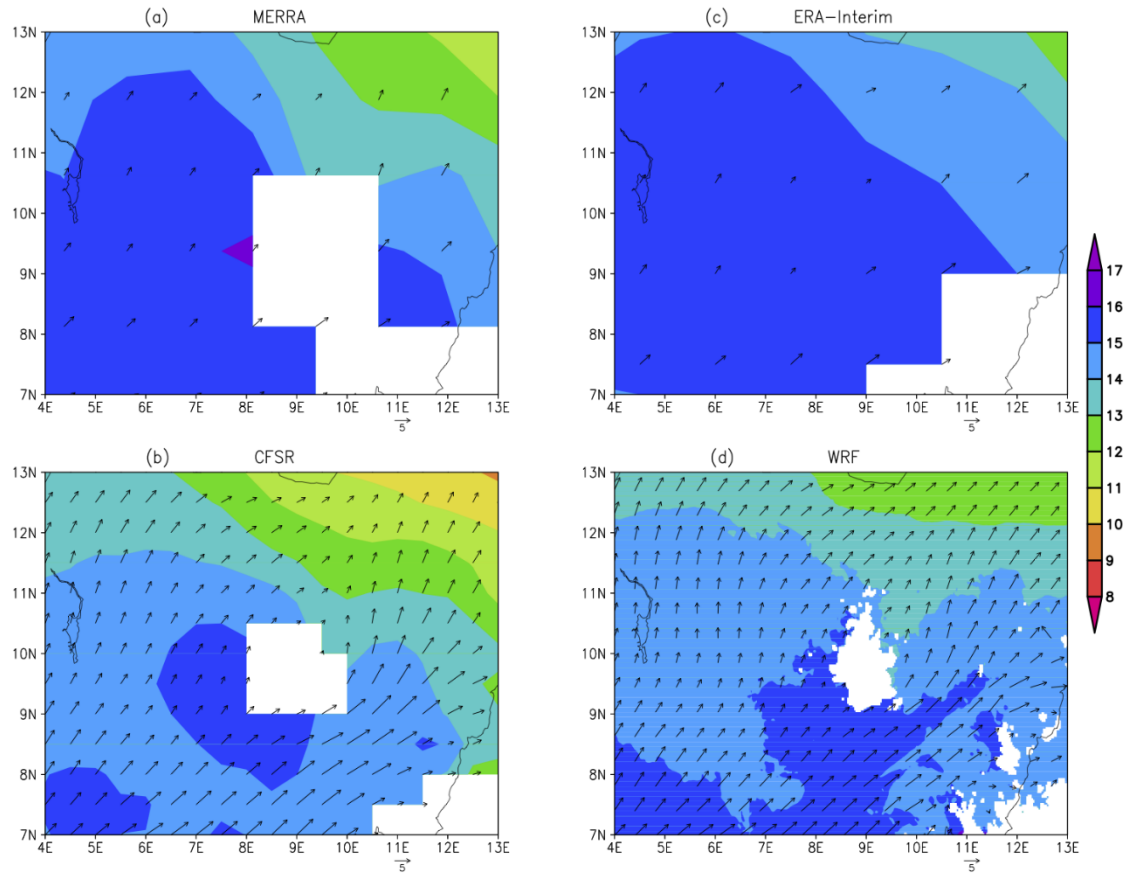 (a) MERRA
13N
12N
11N
10N
9N
8N
7N
4E 5E 6E 7E 8E 9E 10E 11E 12E 13E
5
(c) ERA-Interim
13N
12N
11N
10N
9N
8N
7N
4E 5E 6E 7E 8E 9E 10E 11E 12E 13E
5
(b) CFSR
13N
12N
11N
10N
9N
8N
7N
4E 5E 6E 7E 8E 9E 10E 11E 12E 13E
5
(d) WRF
13N
12N
11N
10N
9N
8N
7N
4E 5E 6E 7E 8E 9E 10E 11E 12E 13E
5
17
16
15
14
13
12
11
10
9
8